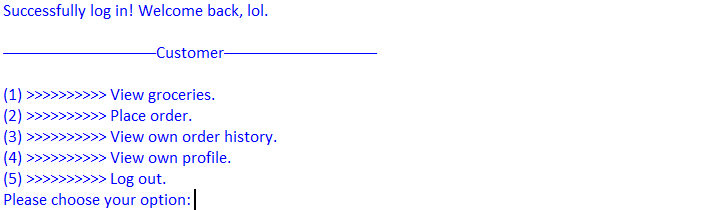 Successfully log in! Welcome back, lol.
———————————Customer———————————
(1) >>>>>>>>>> View groceries.
(2) >>>>>>>>>> Place order.
(3) >>>>>>>>>> View own order history.
(4) >>>>>>>>>> View own profile.
(5) >>>>>>>>>> Log out.
Please choose your option: